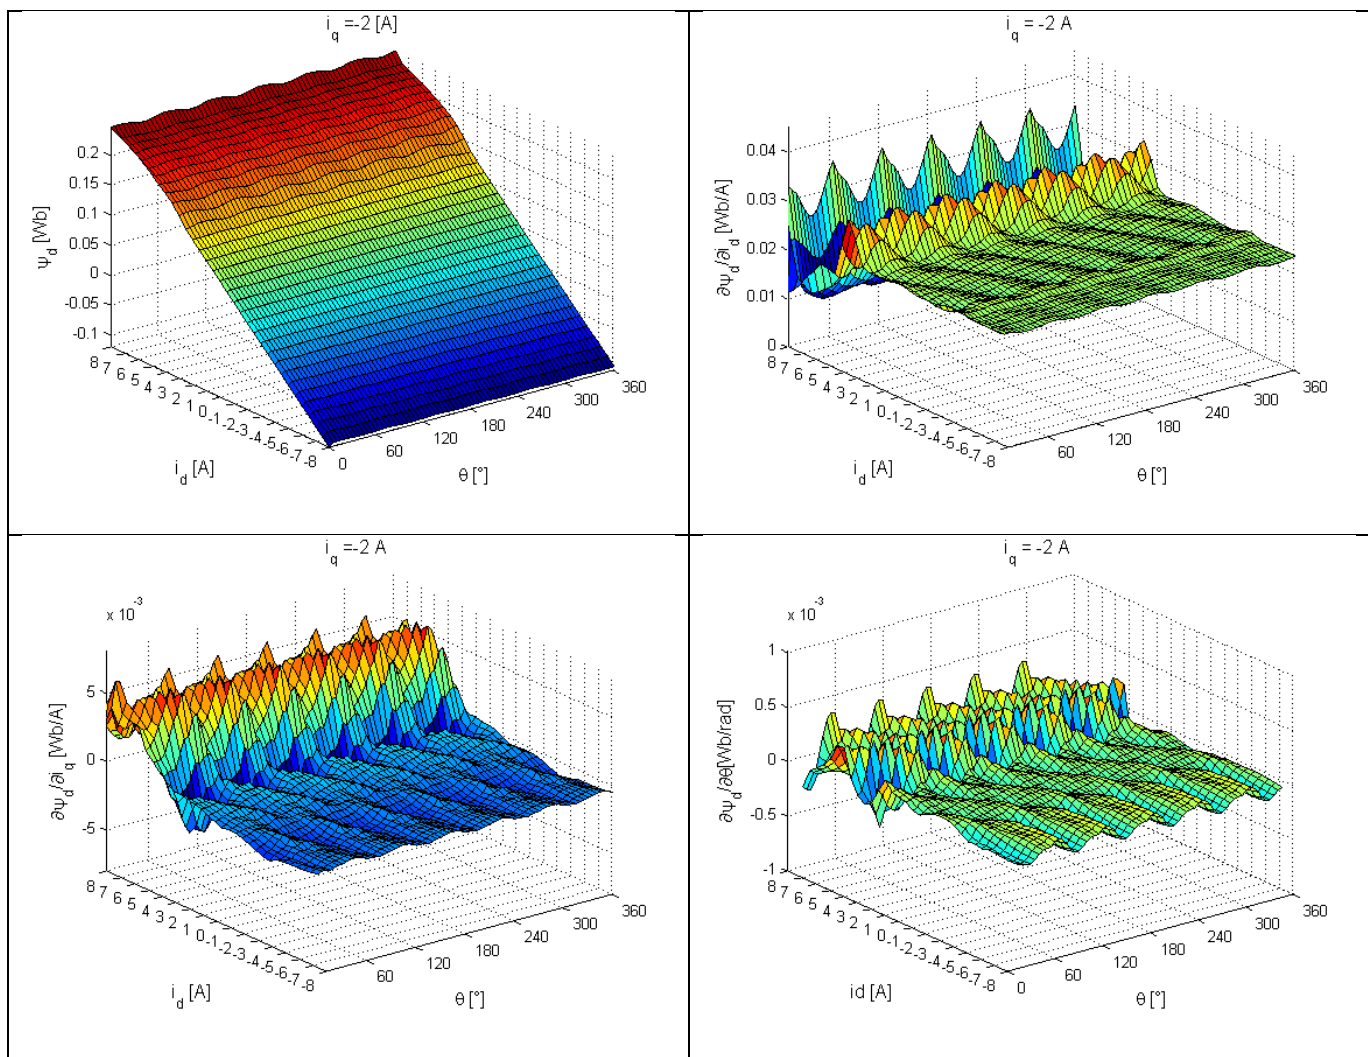 i_q =-2 [A]
ψ_d [Wb]
0.2
0.15
0.1
0.05
0
-0.05
-0.1
8 7 6 5 4 3 2 1 0 -1 -2 -3 -4 -5 -6 -7 -8
i_d [A]
0 60 120 180 240 300 360
θ [°]
i_q = -2 A
∂ψ_d/∂i_d [Wb/A]
0.04
0.03
0.02
0.01
0
8 7 6 5 4 3 2 1 0 -1 -2 -3 -4 -5 -6 -7 -8
i_d [A]
60 120 180 240 300 360
θ [°]
i_q =-2 A
x 10^-3
∂ψ_d/∂i_q [Wb/A]
5
0
-5
8 7 6 5 4 3 2 1 0 -1 -2 -3 -4 -5 -6 -7 -8
i_d [A]
60 120 180 240 300 360
θ [°]
i_q = -2 A
x 10^-3
∂ψ_d/∂θ[Wb/rad]
1
0.5
0
-0.5
-1
8 7 6 5 4 3 2 1 0 -1 -2 -3 -4 -5 -6 -7 -8
id [A]
0 60 120 180 240 300 360
θ [°]